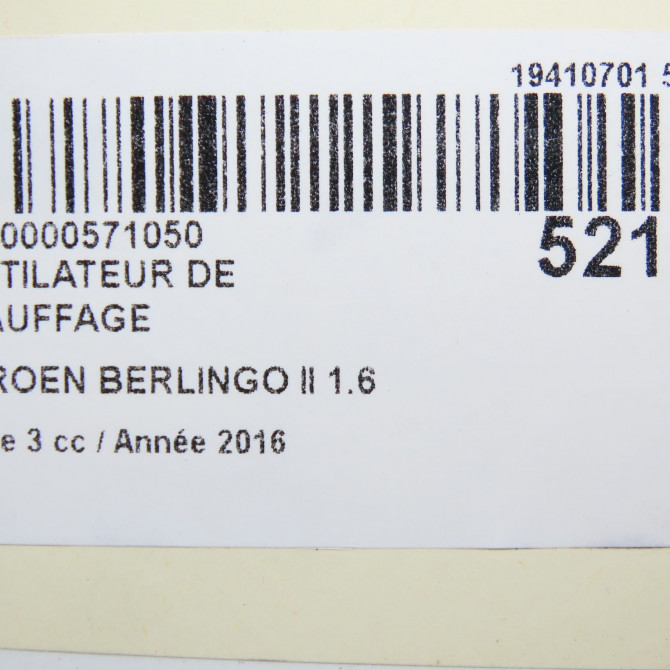 19410701 5
0000571050
521
TILATEUR DE
AUFFAGE
ROEN BERLINGO II 1.6
e 3 cc / Année 2016